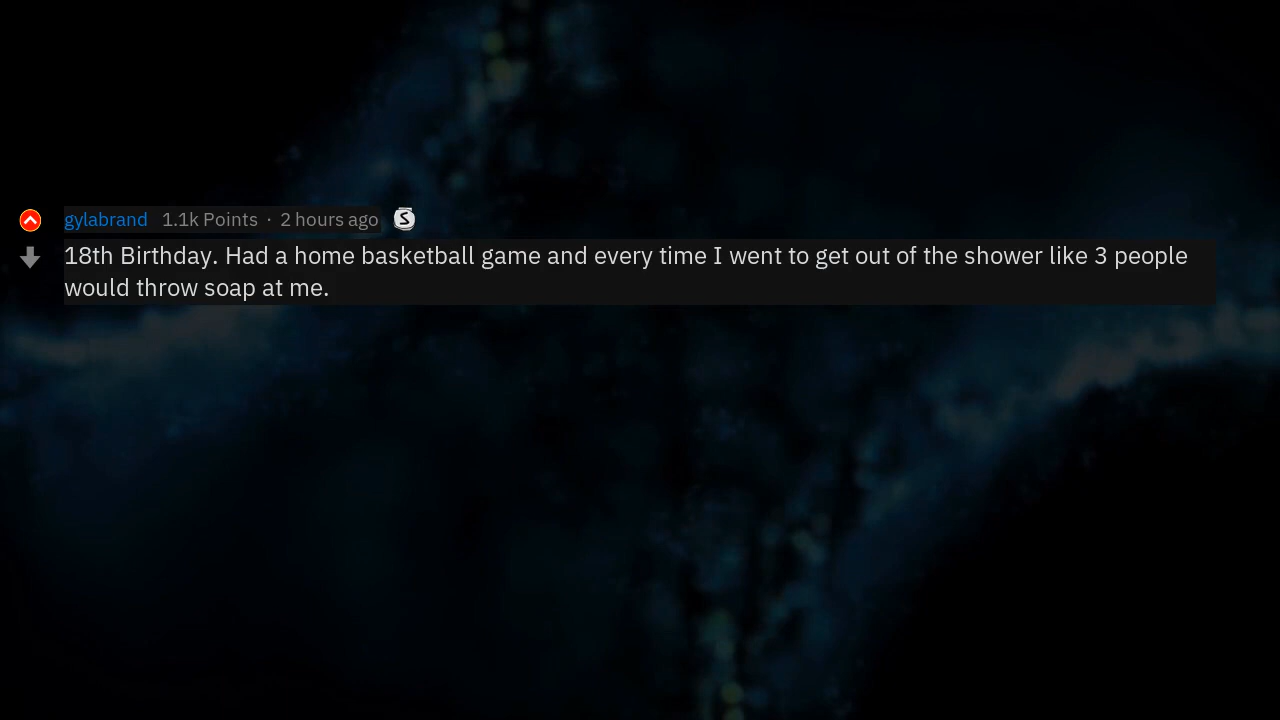 gylabrand 1.1k Points · 2 hours ago S
18th Birthday. Had a home basketball game and every time I went to get out of the shower like 3 people
would throw soap at me.